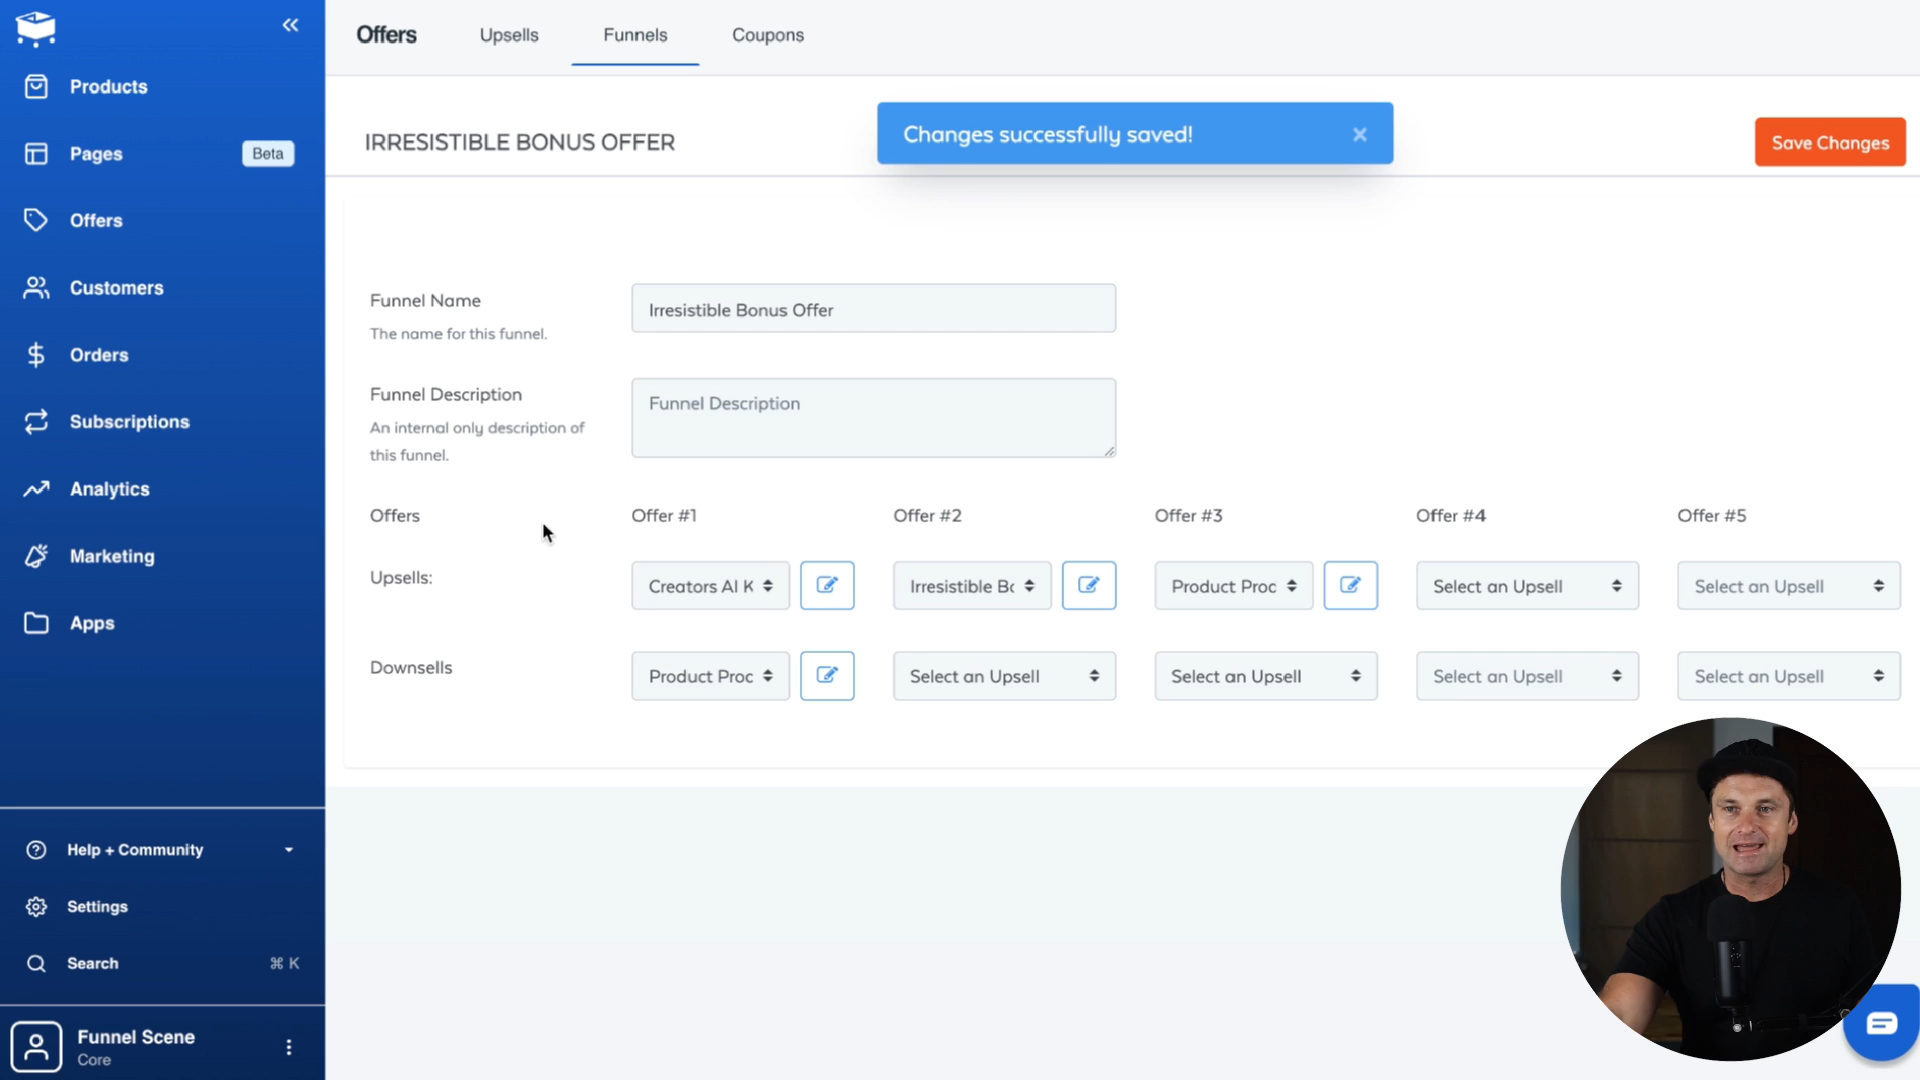 Offers
Upsells
Funnels
Coupons
Products
Pages
Beta
Offers
Customers
Orders
Subscriptions
Analytics
Marketing
Apps
Help + Community
Settings
Search
⌘ K
Funnel Scene
Core
IRRESISTIBLE BONUS OFFER
Changes successfully saved!
×
Save Changes
Funnel Name
The name for this funnel.
Irresistible Bonus Offer
Funnel Description
An internal only description of
this funnel.
Funnel Description
Offers
Offer #1
Offer #2
Offer #3
Offer #4
Offer #5
Upsells:
Creators AI K
Irresistible Bo
Product Proc
Select an Upsell
Select an Upsell
Downsells
Product Proc
Select an Upsell
Select an Upsell
Select an Upsell
Select an Upsell